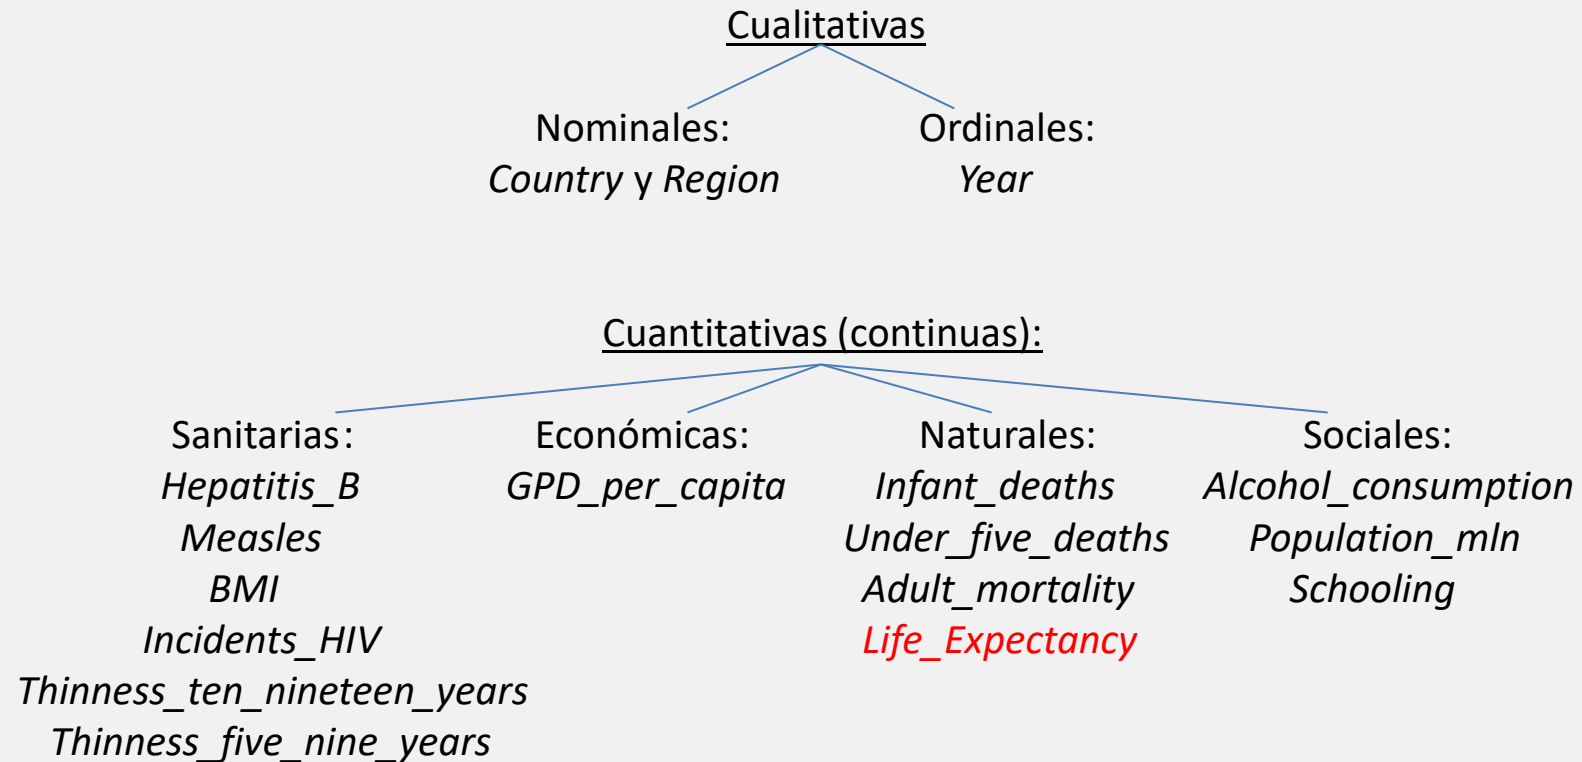 Cualitativas
Nominales:
Country y Region
Ordinales:
Year
Cuantitativas (continuas):
Sanitarias:
Hepatitis_B
Measles
BMI
Incidents_HIV
Thinness_ten_nineteen_years
Thinness_five_nine_years
Económicas:
GPD_per_capita
Naturales:
Infant_deaths
Under_five_deaths
Adult_mortality
Life_Expectancy
Sociales:
Alcohol_consumption
Population_mln
Schooling